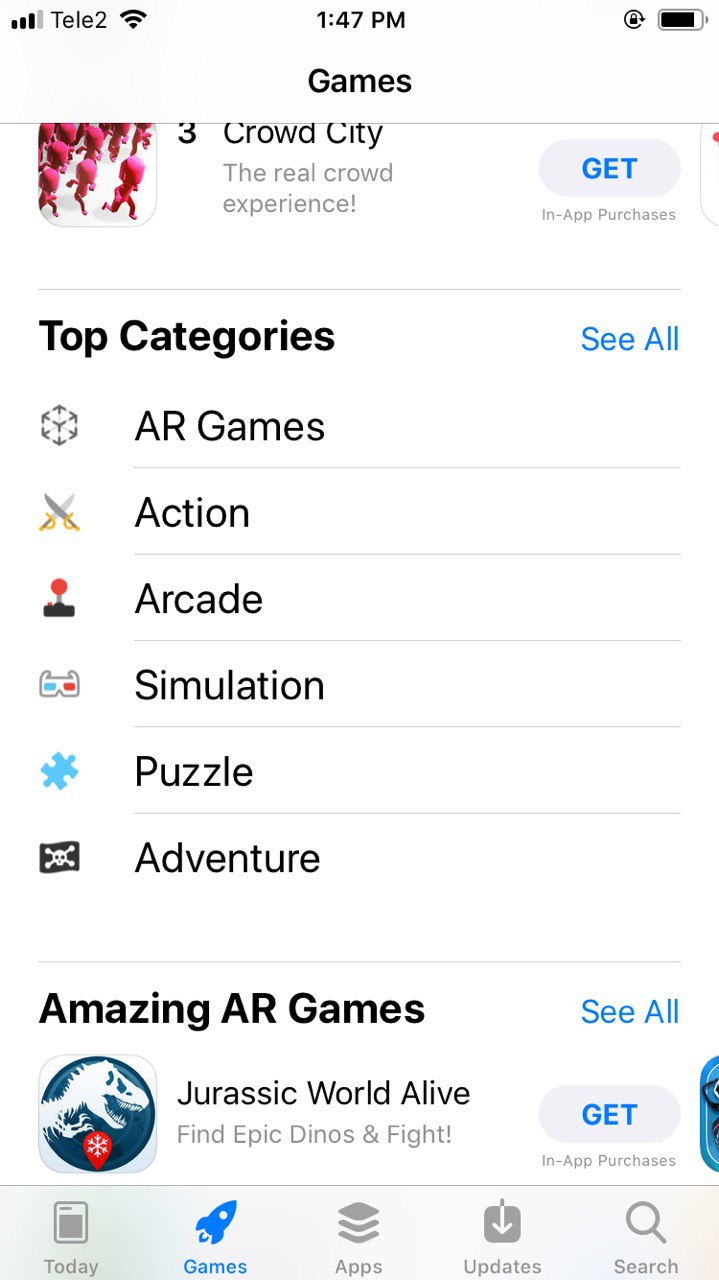 Tele2
1:47 PM
Games
3 Crowd City
The real crowd
experience!
GET
In-App Purchases
Top Categories
See All
AR Games
Action
Arcade
Simulation
Puzzle
Adventure
Amazing AR Games
See All
Jurassic World Alive
Find Epic Dinos & Fight!
GET
In-App Purchases
Today
Games
Apps
Updates
Search